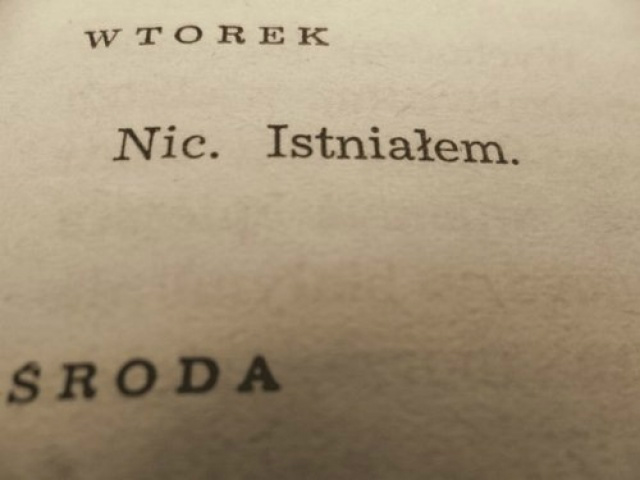 WTOREK
Nic. Istniałem.
ŚRODA